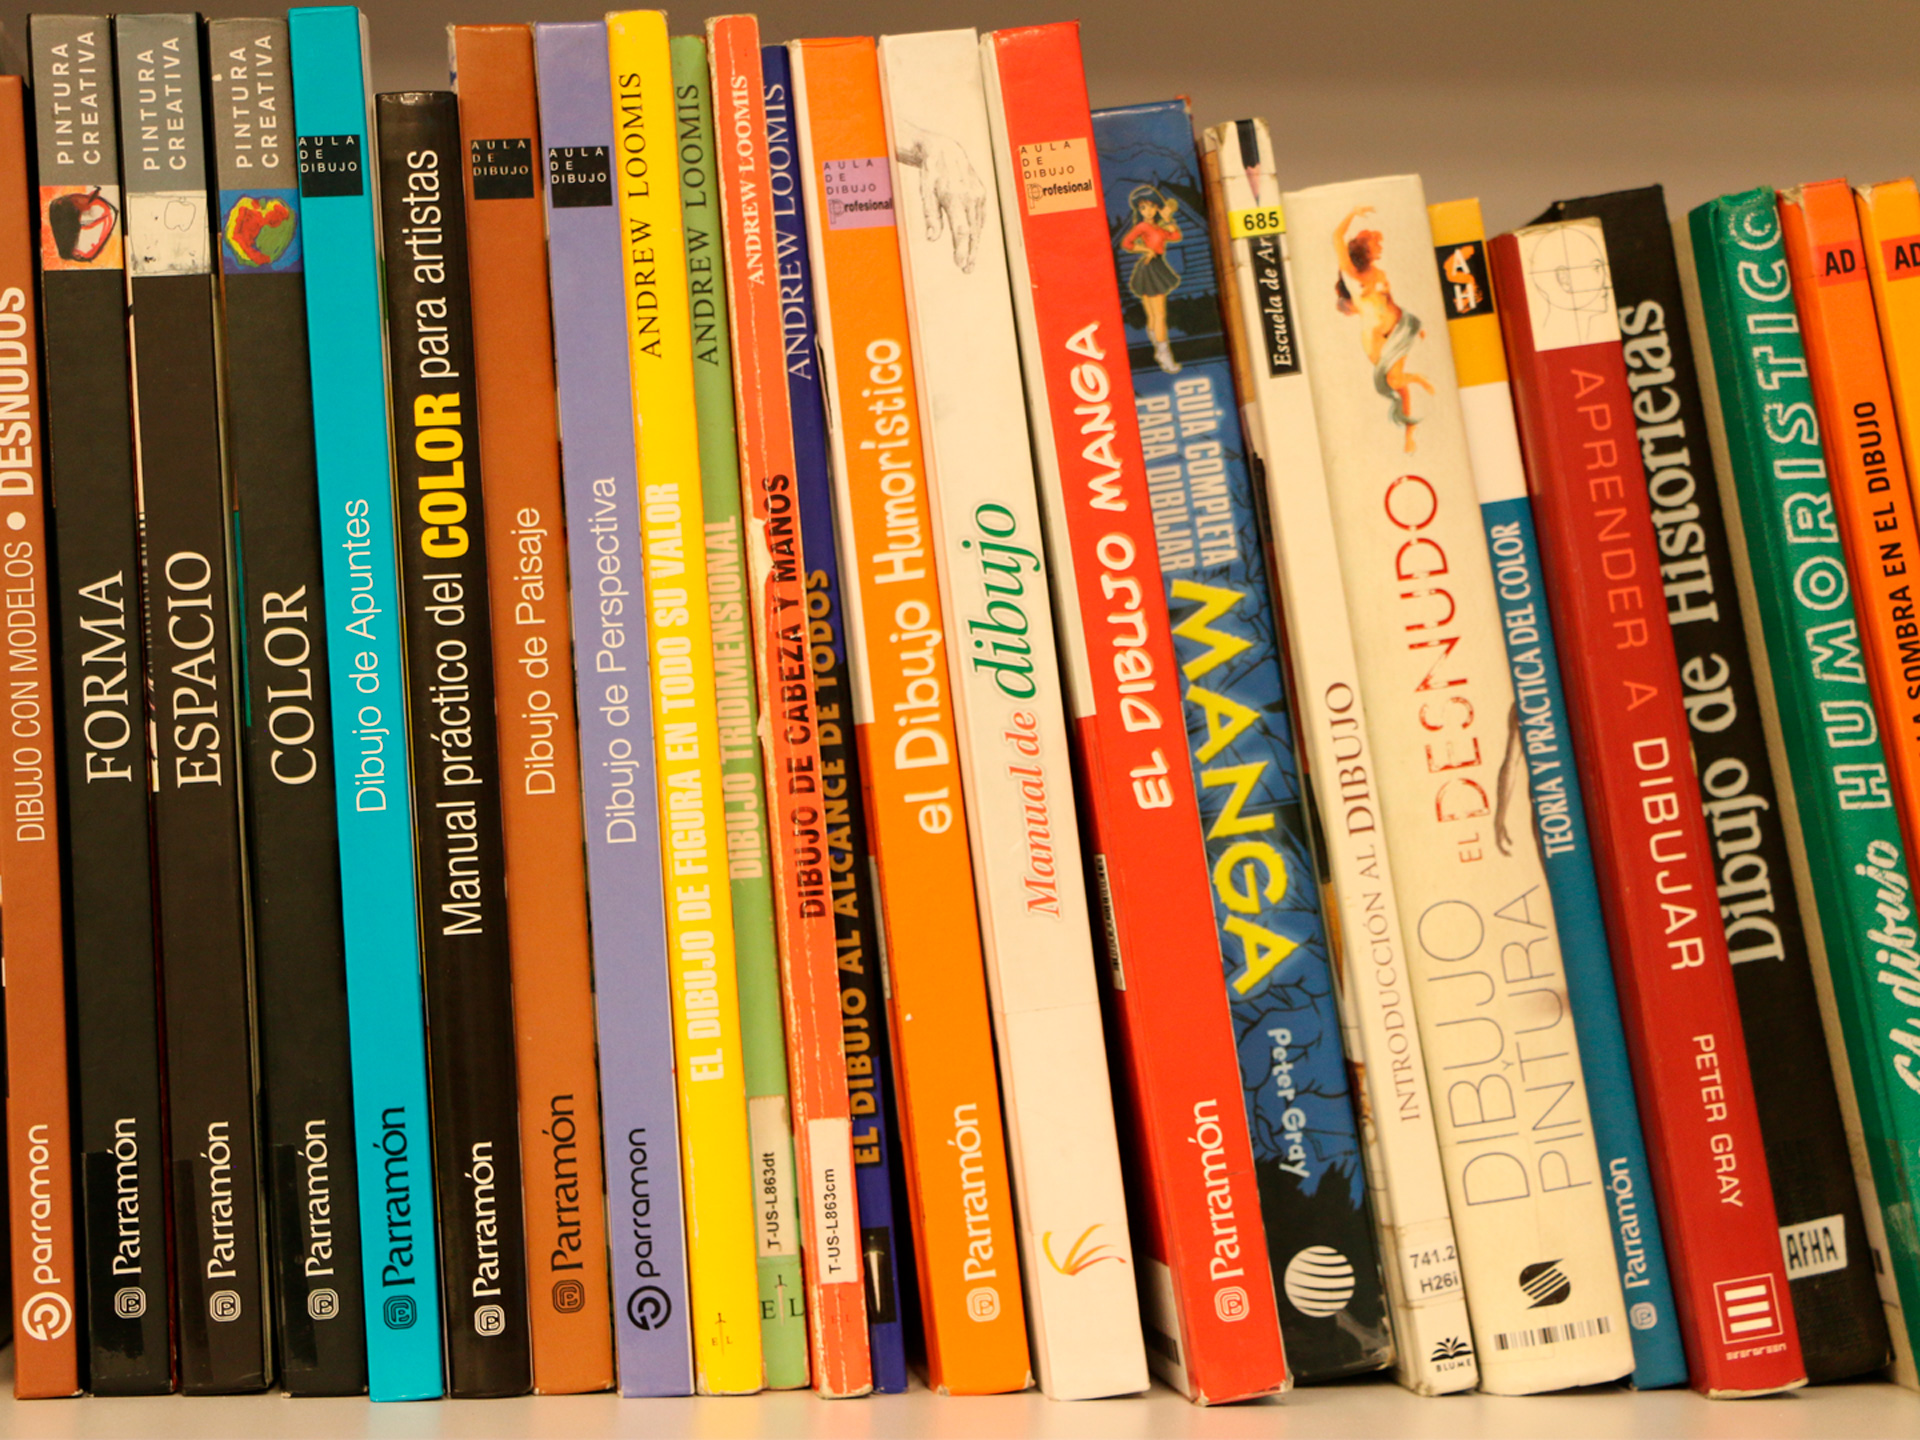 DIBUJO CON MODELOS • DESNUDOS
parramon
PINTURA
CREATIVA
FORMA
Parramón
PINTURA
CREATIVA
ESPACIO
Parramón
PINTURA
CREATIVA
COLOR
Parramón
AULA
DE
DIBUJO
Dibujo de Apuntes
Parramón
Manual práctico del COLOR para artistas
Parramón
AULA
DE
DIBUJO
Dibujo de Paisaje
Parramón
AULA
DE
DIBUJO
Dibujo de Perspectiva
parramon
ANDREW LOOMIS
EL DIBUJO DE FIGURA EN TODO SU VALOR
E L
ANDREW LOOMIS
DIBUJO TRIDIMENSIONAL
T-US-L863dt
E L
ANDREW LOOMIS
DIBUJO DE CABEZA Y MANOS
T-US-L863cm
ANDREW LOOMIS
EL DIBUJO AL ALCANCE DE TODOS
AULA
DE
DIBUJO
Profesional
el Dibujo Humorístico
Parramón
Manual de dibujo
AULA
DE
DIBUJO
Profesional
EL DIBUJO MANGA
Parramón
GUÍA COMPLETA
PARA DIBUJAR
MANGA
Peter Gray
685
Escuela de Ar
INTRODUCCIÓN AL DIBUJO
741.2
H26i
BLUME
EL DESNUDO
DIBUJO Y
PINTURA
TEORÍA Y PRÁCTICA DEL COLOR
Parramón
APRENDER A DIBUJAR
PETER GRAY
Dibujo de Historietas
AFHA
El dibujo HUMORISTICO
AD
LA SOMBRA EN EL DIBUJO
AD